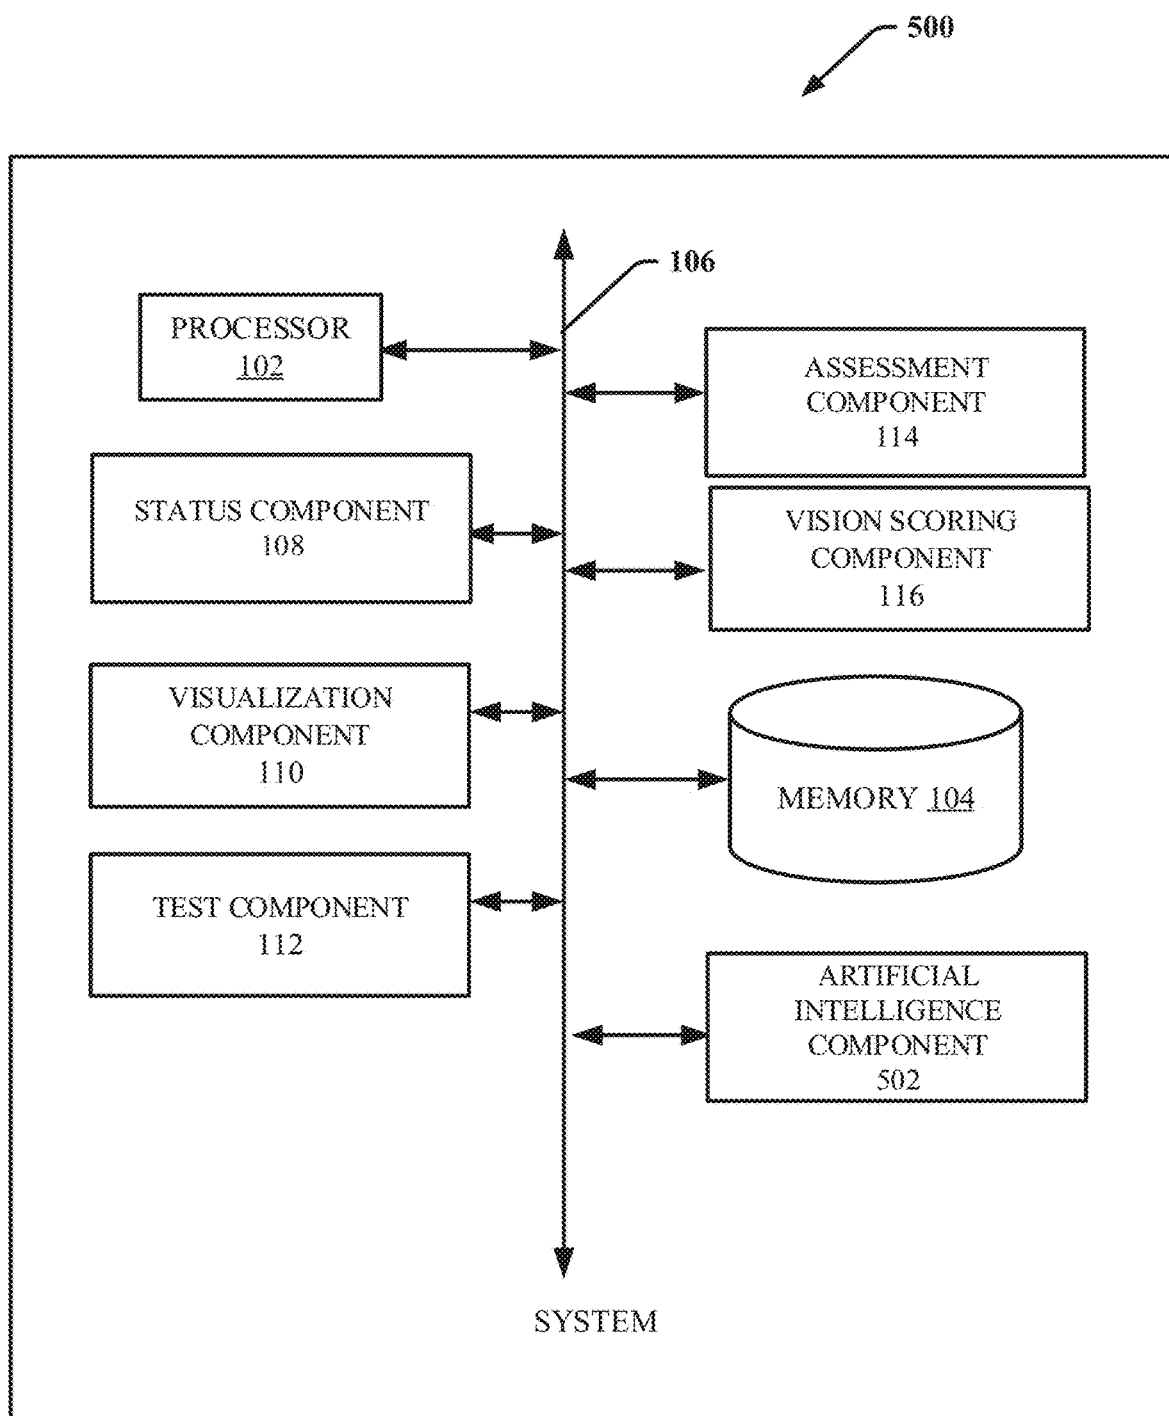 500
106
PROCESSOR
102
ASSESSMENT
COMPONENT
114
STATUS COMPONENT
108
VISION SCORING
COMPONENT
116
VISUALIZATION
COMPONENT
110
MEMORY 104
TEST COMPONENT
112
ARTIFICIAL
INTELLIGENCE
COMPONENT
502
SYSTEM